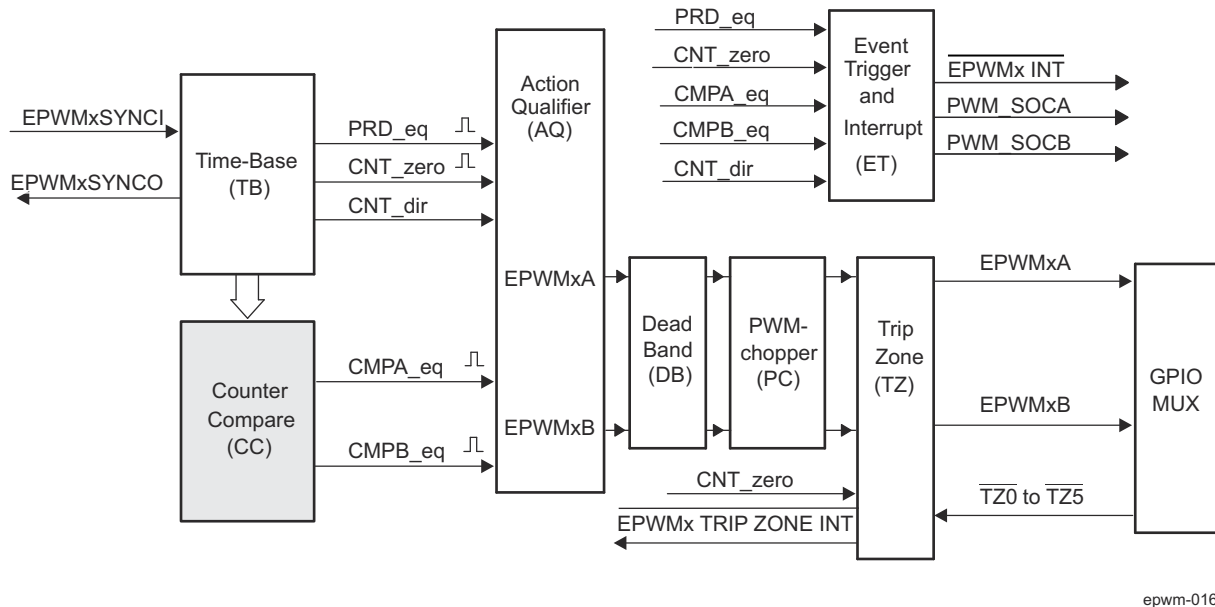 EPWMxSYNCI
EPWMxSYNCO
Time-Base
(TB)
PRD_eq
CNT_zero
CNT_dir
Counter
Compare
(CC)
CMPA_eq
CMPB_eq
Action
Qualifier
(AQ)
EPWMxA
EPWMxB
PRD_eq
CNT_zero
CMPA_eq
CMPB_eq
CNT_dir
Event
Trigger
and
Interrupt
(ET)
EPWMx INT
PWM_SOCA
PWM_SOCB
Dead
Band
(DB)
PWM-
chopper
(PC)
CNT_zero
EPWMx TRIP ZONE INT
Trip
Zone
(TZ)
EPWMxA
EPWMxB
TZ0 to TZ5
GPIO
MUX
epwm-016